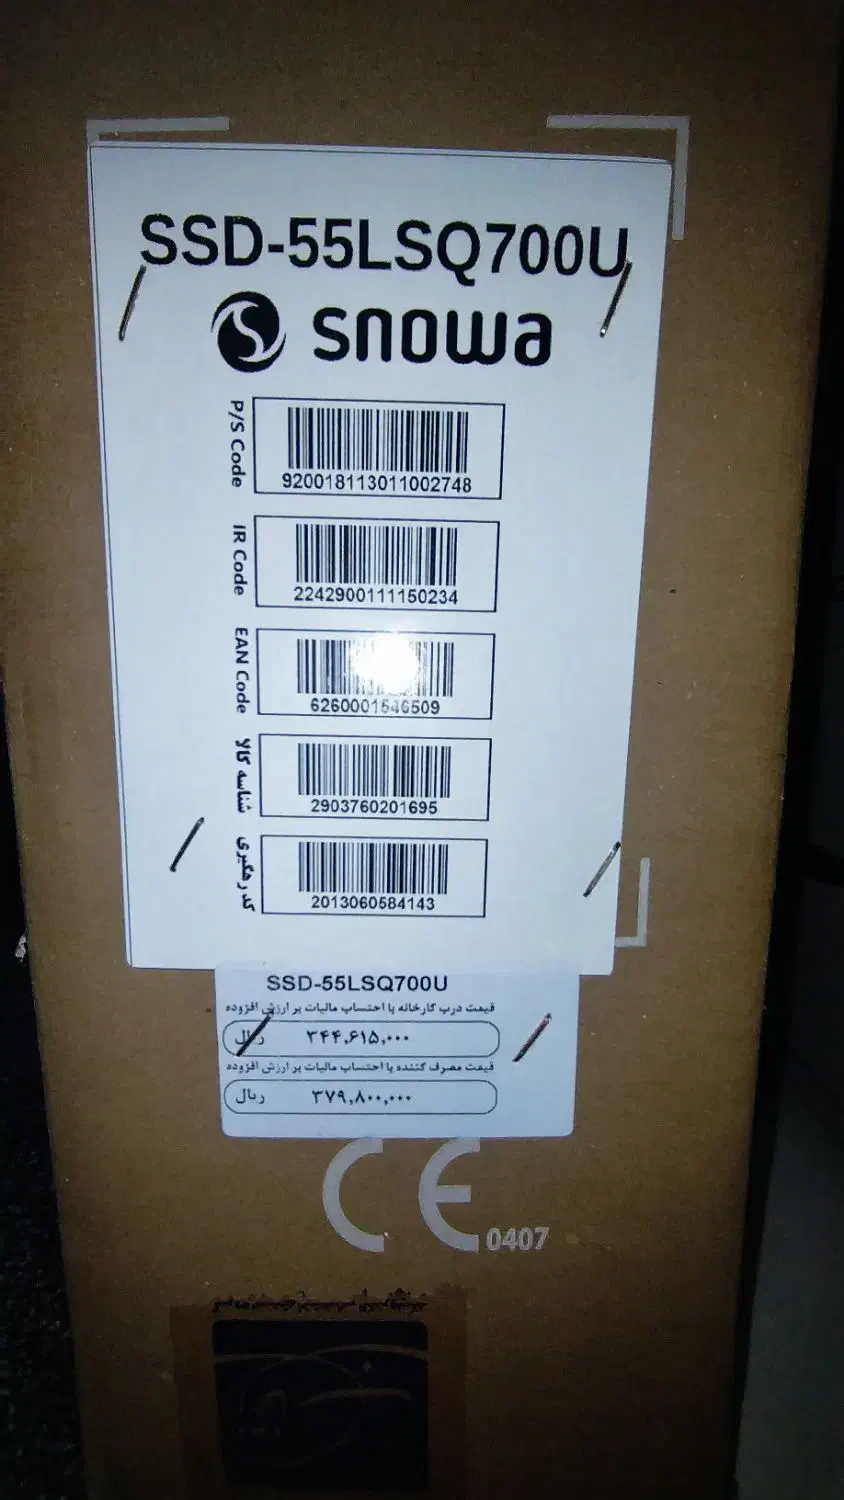 SSD-55LSQ700U
snowa
P/S Code
920018113011002748
IR Code
2242900111150234
EAN Code
6260001546509
شناسه کالا
2903760201695
کد رهگیری
2013060584143
SSD-55LSQ700U
قیمت درب کارخانه با احتساب مالیات بر ارزش افزوده
۳۴۴,۶۱۵,۰۰۰ ریال
قیمت مصرف کننده با احتساب مالیات بر ارزش افزوده
۳۷۹,۸۰۰,۰۰۰ ریال
CE 0407